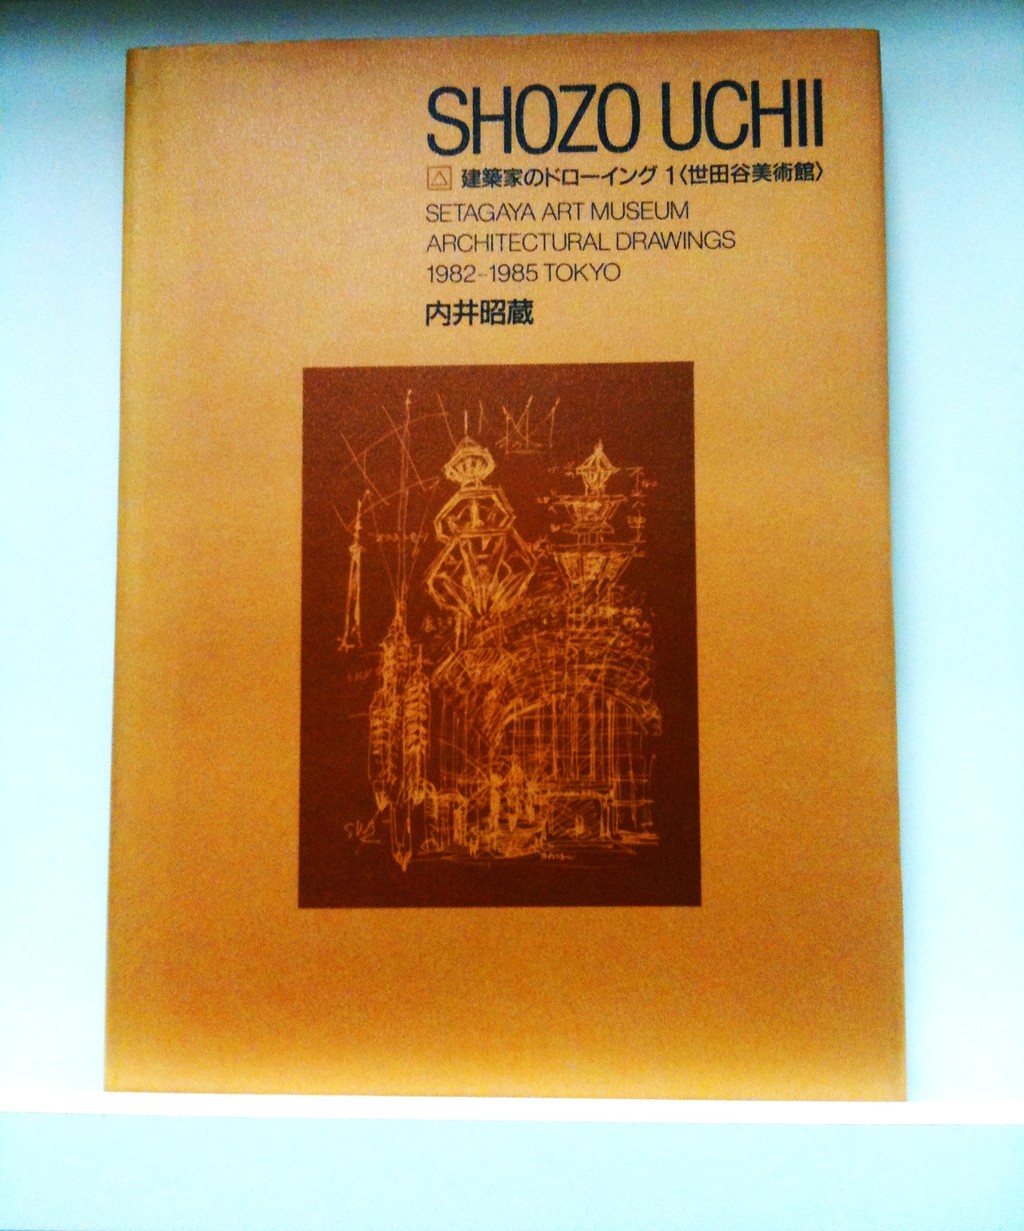 SHOZO UCHII
建築家のドローイング 1〈世田谷美術館〉
SETAGAYA ART MUSEUM
ARCHITECTURAL DRAWINGS
1982-1985 TOKYO
内井昭蔵